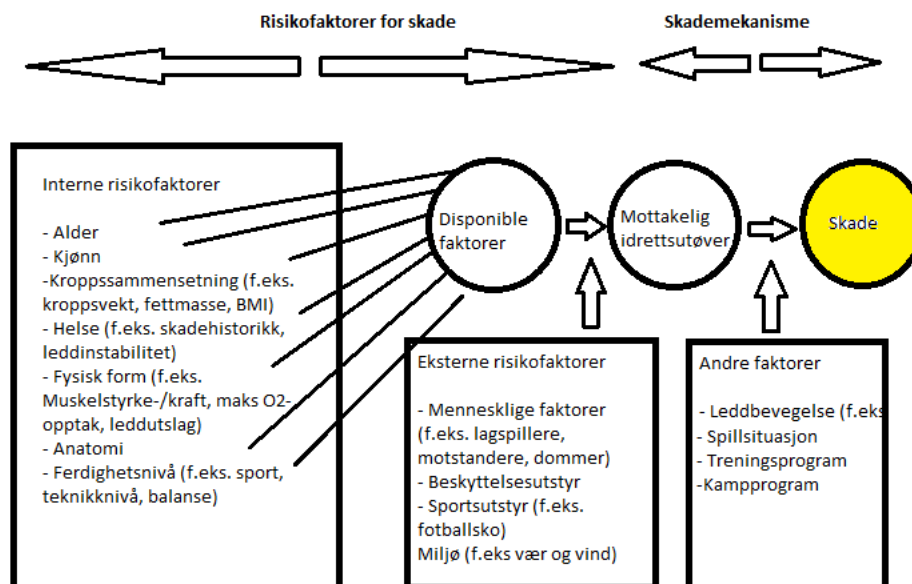 Risikofaktorer for skade
Skademekanisme
Interne risikofaktorer
- Alder
- Kjønn
-Kroppssammensetning (f.eks.
kroppsvekt, fettmasse, BMI)
- Helse (f.eks. skadehistorikk,
leddinstabilitet)
- Fysisk form (f.eks.
Muskelstyrke-/kraft, maks O2-
opptak, leddutslag)
- Anatomi
- Ferdighetsnivå (f.eks. sport,
teknikknivå, balanse)
Disponible
faktorer
Mottakelig
idrettsutøver
Skade
Eksterne risikofaktorer
- Mennesklige faktorer
(f.eks. lagspillere,
motstandere, dommer)
- Beskyttelsesutstyr
- Sportsutstyr (f.eks.
fotballsko)
Miljø (f.eks vær og vind)
Andre faktorer
- Leddbevegelse (f.eks
- Spillsituasjon
- Treningsprogram
-Kampprogram